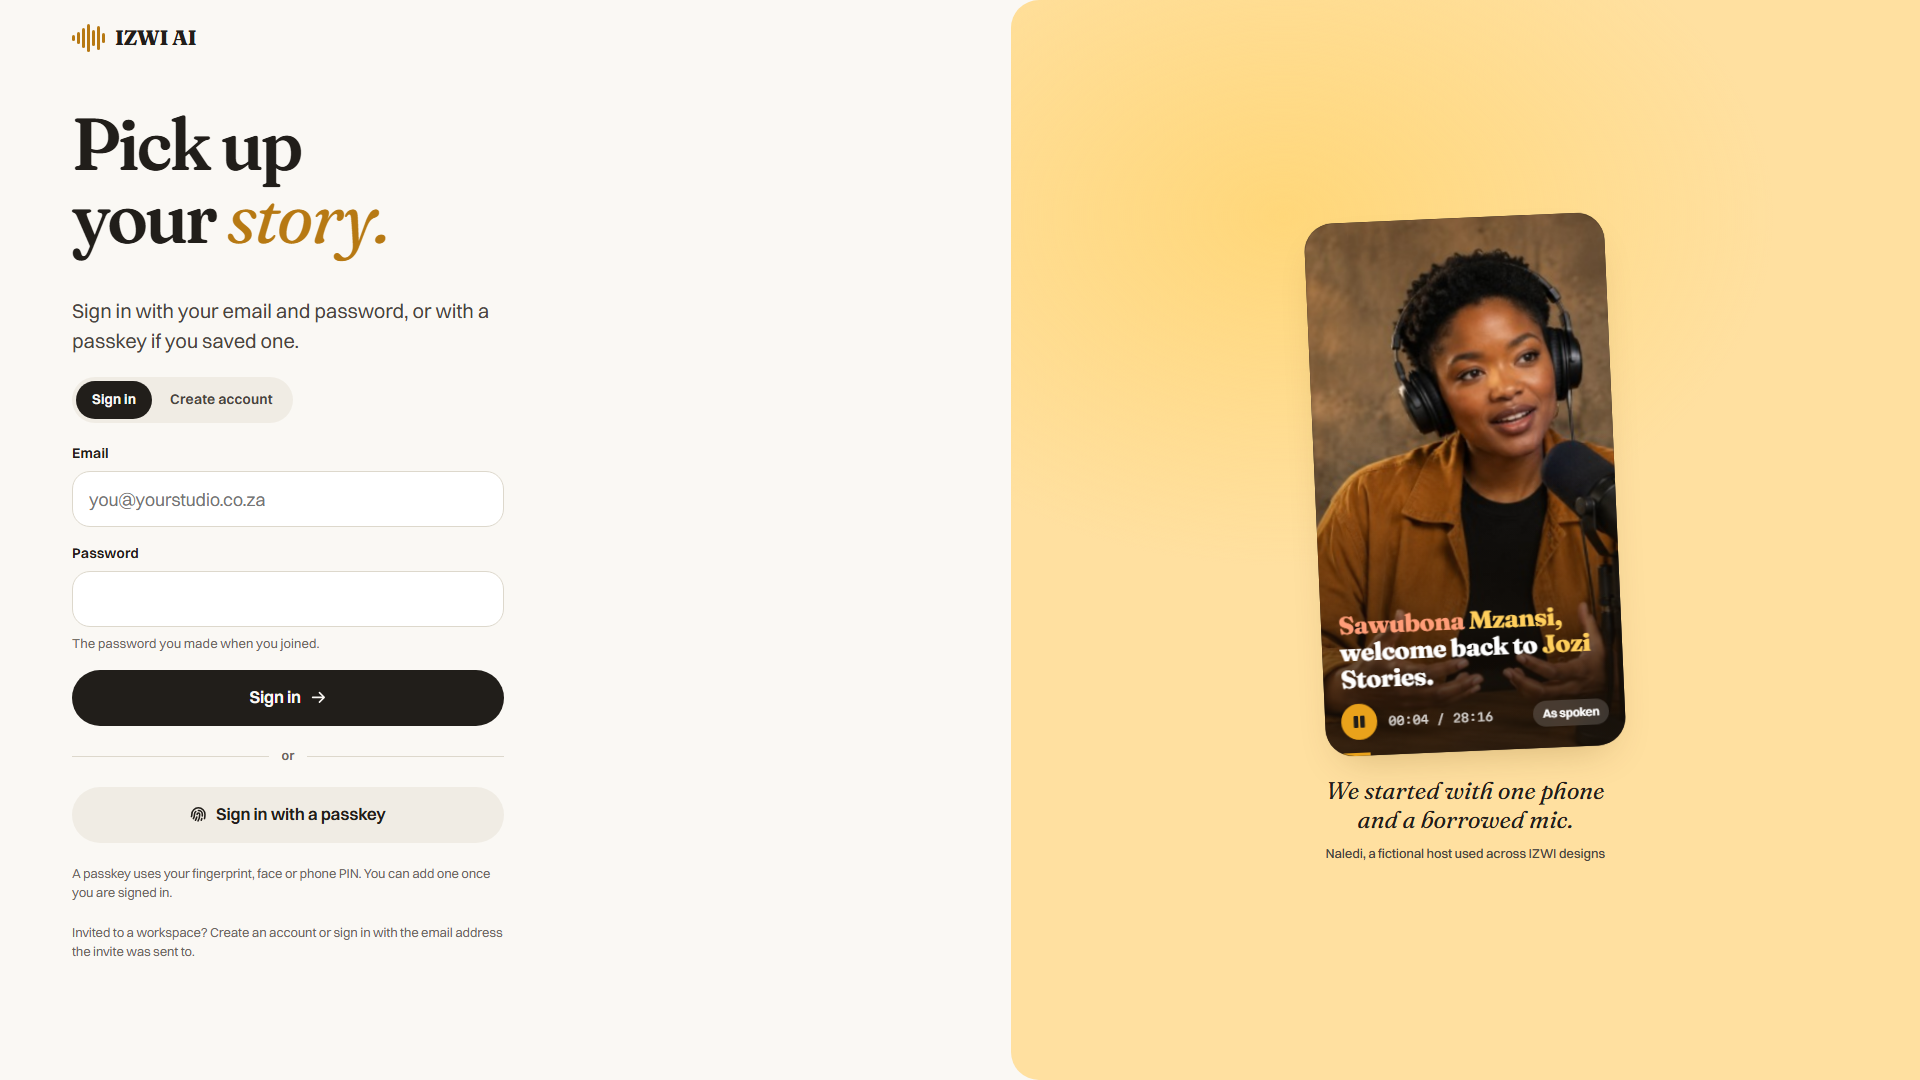 IZWI AI
Pick up
your story.
Sign in with your email and password, or with a
passkey if you saved one.
Sign in
Create account
Email
you@yourstudio.co.za
Password
The password you made when you joined.
Sign in →
or
Sign in with a passkey
A passkey uses your fingerprint, face or phone PIN. You can add one once
you are signed in.
Invited to a workspace? Create an account or sign in with the email address
the invite was sent to.
Sawubona Mzansi,
welcome back to Jozi
Stories.
00:04 / 28:16
As spoken
We started with one phone
and a borrowed mic.
Naledi, a fictional host used across IZWI designs